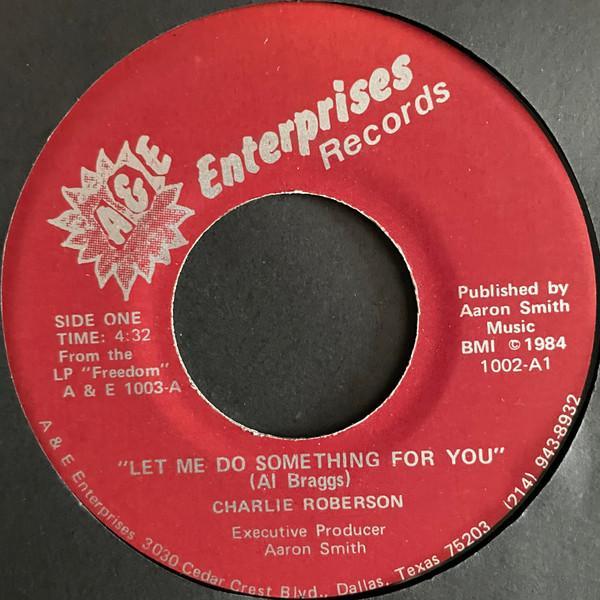 A & E
Enterprises
Records
SIDE ONE
TIME: 4:32
From the
LP "Freedom"
A & E 1003-A
Published by
Aaron Smith
Music
BMI © 1984
1002-A1
"LET ME DO SOMETHING FOR YOU"
(Al Braggs)
CHARLIE ROBERSON
Executive Producer
Aaron Smith
A & E Enterprises 3030 Cedar Crest Blvd., Dallas, Texas 75203 (214) 943-8932